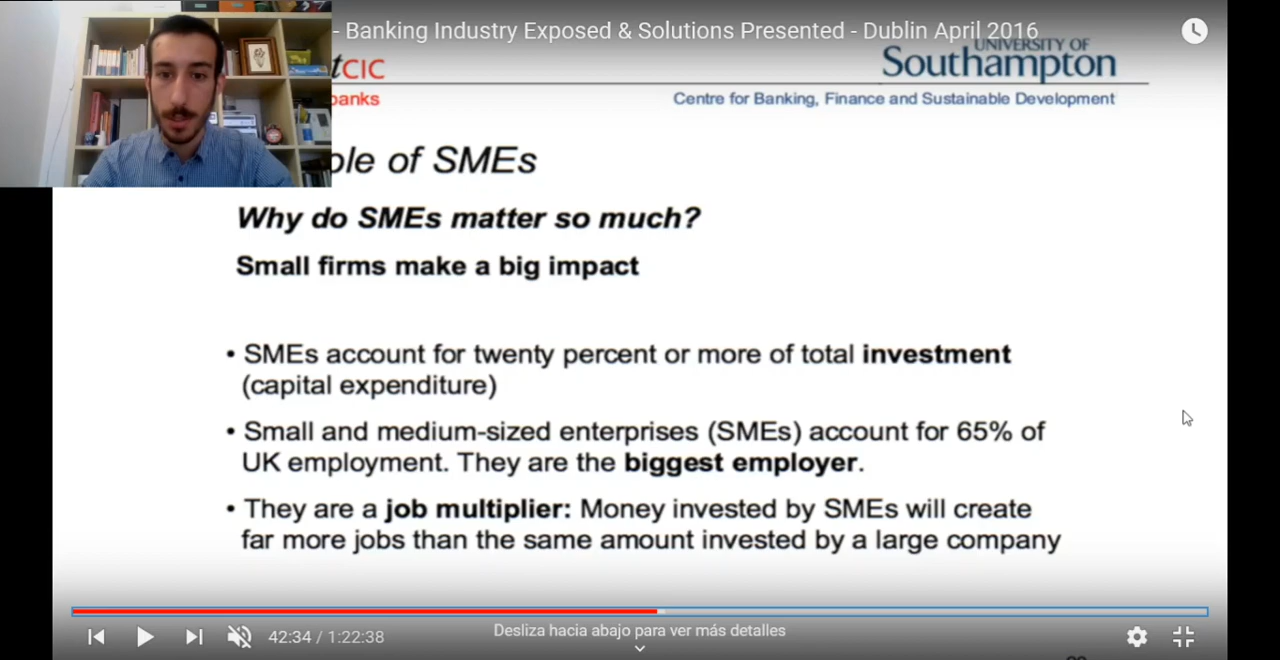 - Banking Industry Exposed & Solutions Presented - Dublin April 2016
tCIC
UNIVERSITY OF
Southampton
banks
Centre for Banking, Finance and Sustainable Development
ole of SMEs
Why do SMEs matter so much?
Small firms make a big impact
• SMEs account for twenty percent or more of total investment
(capital expenditure)
• Small and medium-sized enterprises (SMEs) account for 65% of
UK employment. They are the biggest employer.
• They are a job multiplier: Money invested by SMEs will create
far more jobs than the same amount invested by a large company
42:34 / 1:22:38
Desliza hacia abajo para ver más detalles